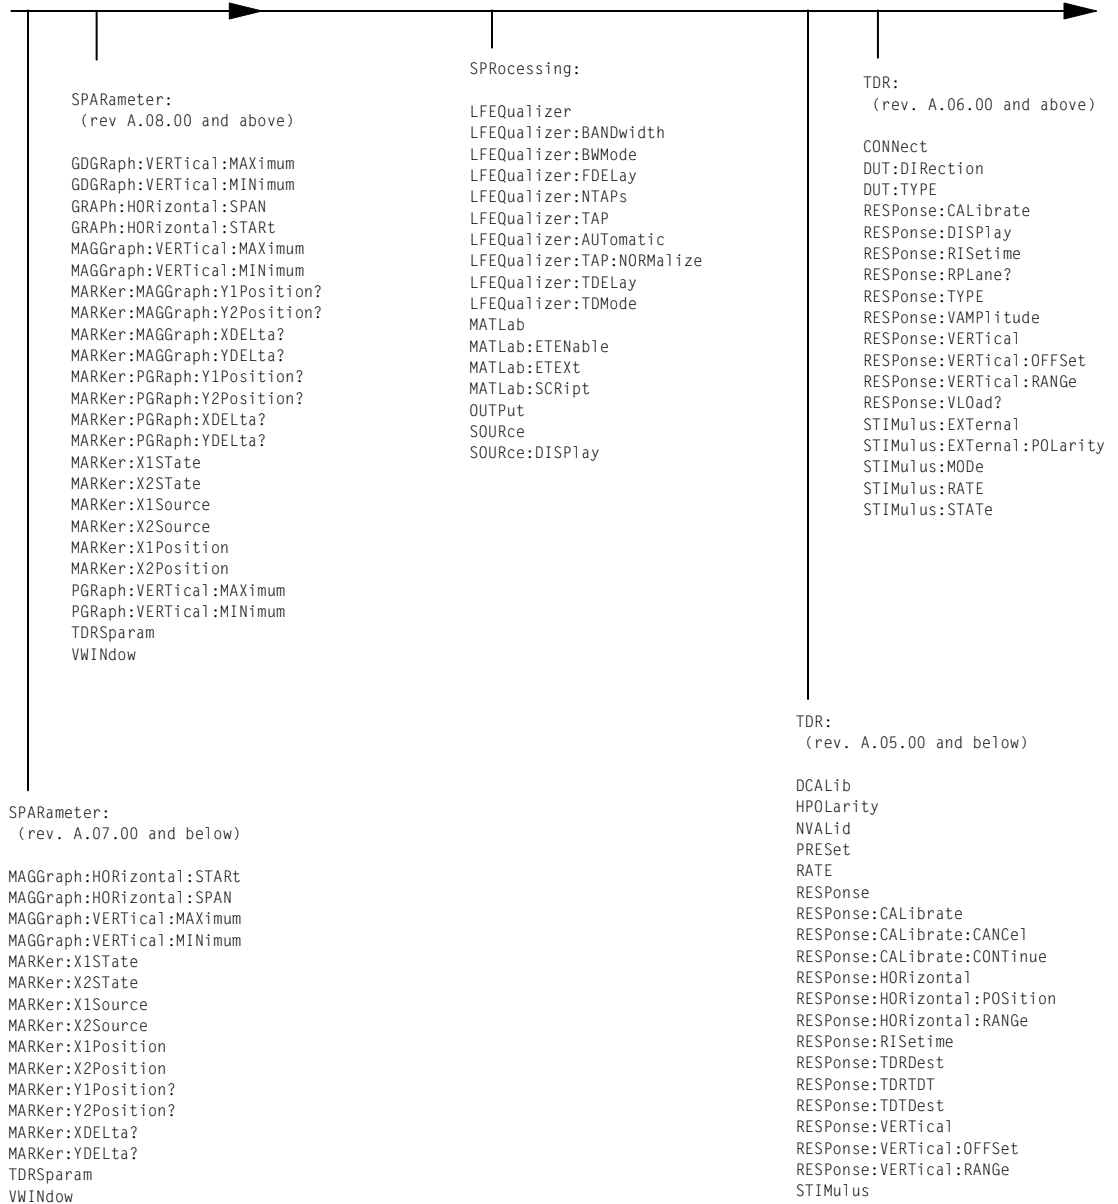 SPARameter:
(rev A.08.00 and above)
GDGRaph:VERTical:MAXimum
GDGRaph:VERTical:MINimum
GRAPh:HORizontal:SPAN
GRAPh:HORizontal:STARt
MAGGraph:VERTical:MAXimum
MAGGraph:VERTical:MINimum
MARKer:MAGGraph:Y1Position?
MARKer:MAGGraph:Y2Position?
MARKer:MAGGraph:XDELta?
MARKer:MAGGraph:YDELta?
MARKer:PGRaph:Y1Position?
MARKer:PGRaph:Y2Position?
MARKer:PGRaph:XDELta?
MARKer:PGRaph:YDELta?
MARKer:X1STate
MARKer:X2STate
MARKer:X1Source
MARKer:X2Source
MARKer:X1Position
MARKer:X2Position
PGRaph:VERTical:MAXimum
PGRaph:VERTical:MINimum
TDRSparam
VWINdow
SPRocessing:
LFEQualizer
LFEQualizer:BANDwidth
LFEQualizer:BWMode
LFEQualizer:FDELay
LFEQualizer:NTAPs
LFEQualizer:TAP
LFEQualizer:AUTomatic
LFEQualizer:TAP:NORMalize
LFEQualizer:TDELay
LFEQualizer:TDMode
MATLab
MATLab:ETENable
MATLab:ETEXt
MATLab:SCRipt
OUTPut
SOURce
SOURce:DISPlay
TDR:
(rev. A.06.00 and above)
CONNect
DUT:DIRection
DUT:TYPE
RESPonse:CALibrate
RESPonse:DISPlay
RESPonse:RISetime
RESPonse:RPLane?
RESPonse:TYPE
RESPonse:VAMPlitude
RESPonse:VERTical
RESPonse:VERTical:OFFSet
RESPonse:VERTical:RANGe
RESPonse:VLOad?
STIMulus:EXTernal
STIMulus:EXTernal:POLarity
STIMulus:MODe
STIMulus:RATE
STIMulus:STATe
SPARameter:
(rev. A.07.00 and below)
MAGGraph:HORizontal:STARt
MAGGraph:HORizontal:SPAN
MAGGraph:VERTical:MAXimum
MAGGraph:VERTical:MINimum
MARKer:X1STate
MARKer:X2STate
MARKer:X1Source
MARKer:X2Source
MARKer:X1Position
MARKer:X2Position
MARKer:Y1Position?
MARKer:Y2Position?
MARKer:XDELta?
MARKer:YDELta?
TDRSparam
VWINdow
TDR:
(rev. A.05.00 and below)
DCALib
HPOLarity
NVALid
PRESet
RATE
RESPonse
RESPonse:CALibrate
RESPonse:CALibrate:CANCel
RESPonse:CALibrate:CONTinue
RESPonse:HORizontal
RESPonse:HORizontal:POSition
RESPonse:HORizontal:RANGe
RESPonse:RISetime
RESPonse:TDRDest
RESPonse:TDRTDT
RESPonse:TDTDest
RESPonse:VERTical
RESPonse:VERTical:OFFSet
RESPonse:VERTical:RANGe
STIMulus